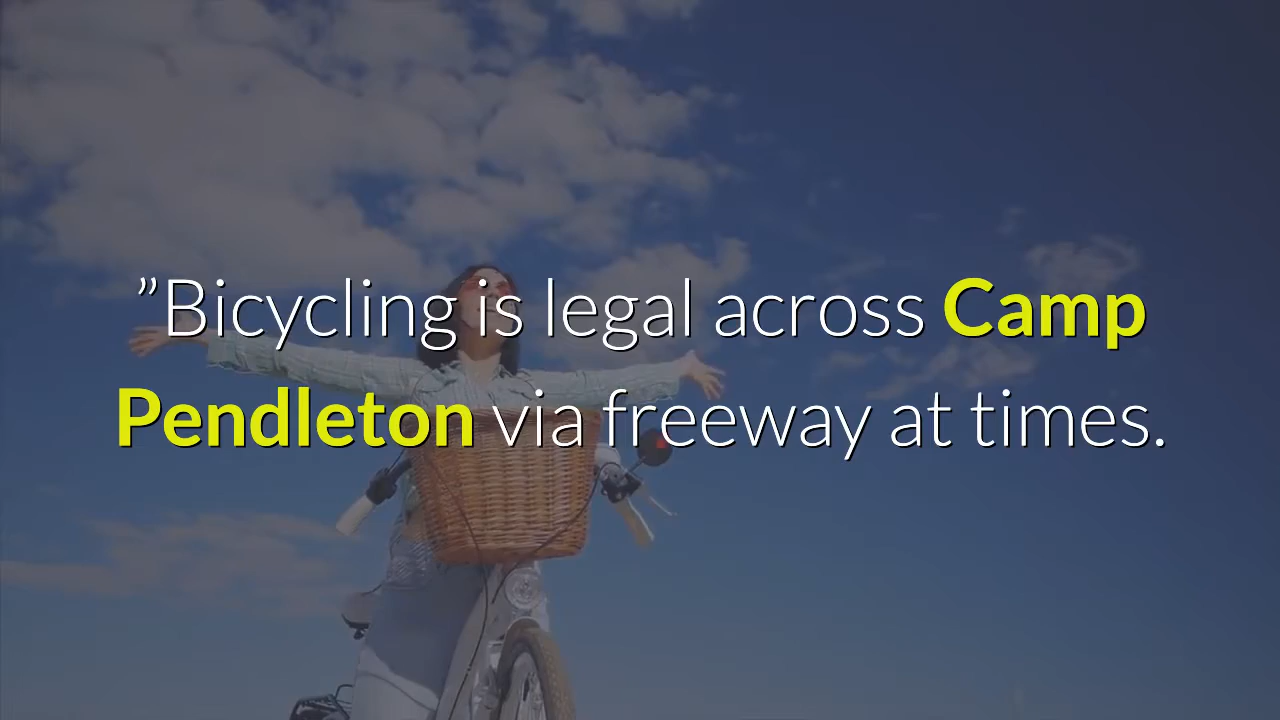 ”Bicycling is legal across Camp
Pendleton via freeway at times.